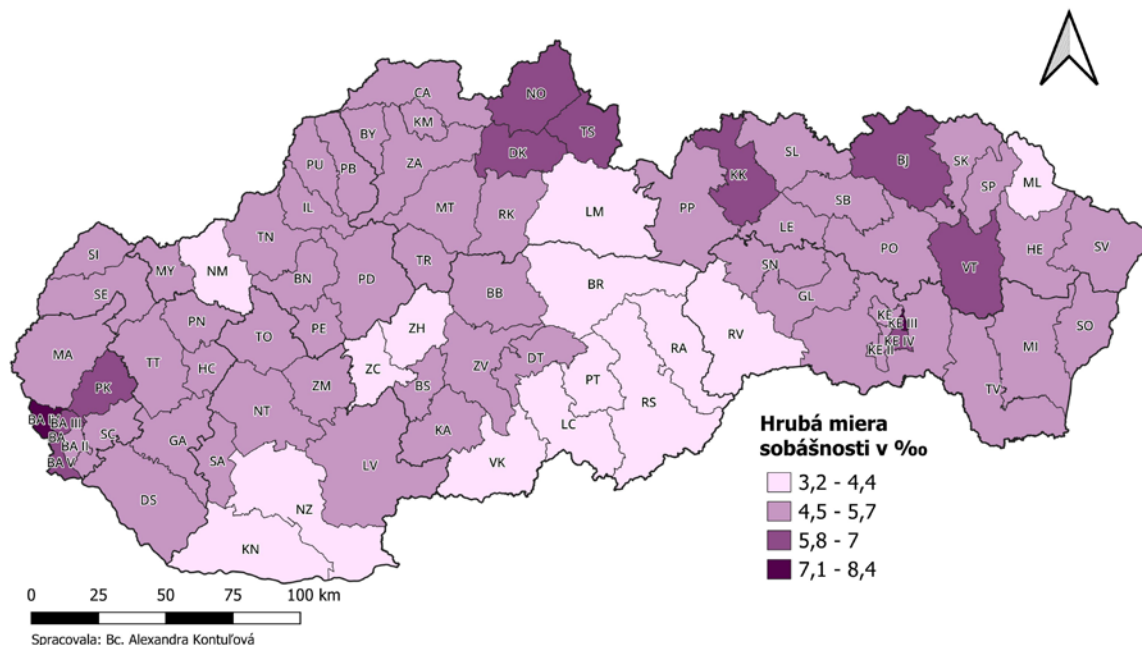 CA
NO
KM
BY
TS
DK
PU
PB
ZA
SL
BJ
SK
SP
ML
KK
IL
MT
RK
LM
PP
SB
LE
TN
PO
HE
SV
SI
MY
NM
BN
PD
TR
SN
VT
SE
BR
BB
GL
PN
TO
PE
ZH
RV
RA
SO
KE
KE III
KE IV
KE II
MA
TT
HC
ZC
DT
ZV
PT
MI
PK
ZM
BS
RS
TV
NT
LC
BA III
BA II
BA V
SC
GA
SA
KA
LV
VK
DS
NZ
KN
Hrubá miera
sobášnosti v ‰
3,2 - 4,4
4,5 - 5,7
5,8 - 7
7,1 - 8,4
0 25 50 75 100 km
Spracovala: Bc. Alexandra Kontuľová